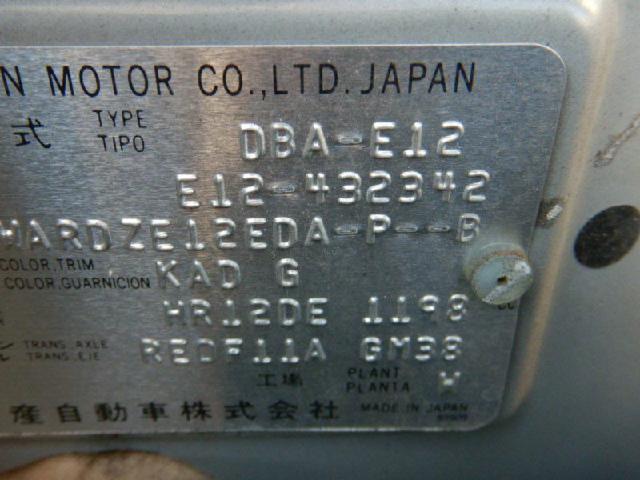 N MOTOR CO.,LTD. JAPAN
式 TYPE TIPO DBA-E12
E12-432342
MARDZE12EDA-P--B
COLOR,TRIM COLOR,GUARNICION KAD G
HR12DE 1198 cc
TRANS. AXLE TRANS. EJE RE0F11A GM38
工場 PLANT PLANTA W
産自動車株式会社 MADE IN JAPAN